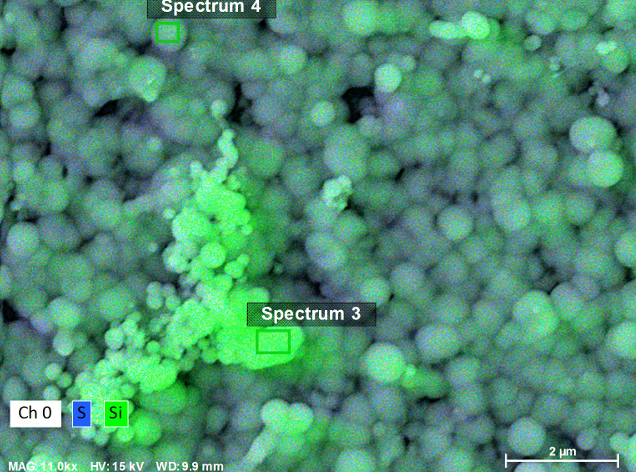 Spectrum 4
Spectrum 3
Ch 0 S Si
MAG: 11.0kx HV: 15 kV WD: 9.9 mm
2 µm